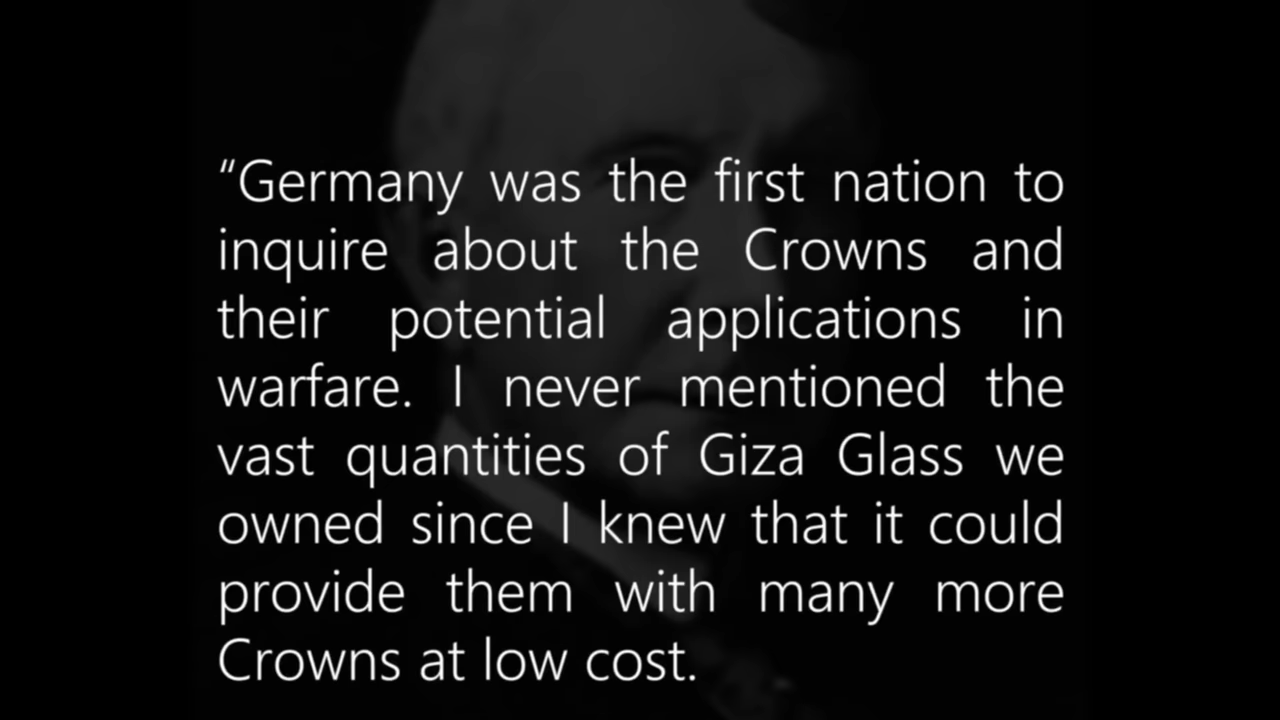 “Germany was the first nation to
inquire about the Crowns and
their potential applications in
warfare. I never mentioned the
vast quantities of Giza Glass we
owned since I knew that it could
provide them with many more
Crowns at low cost.